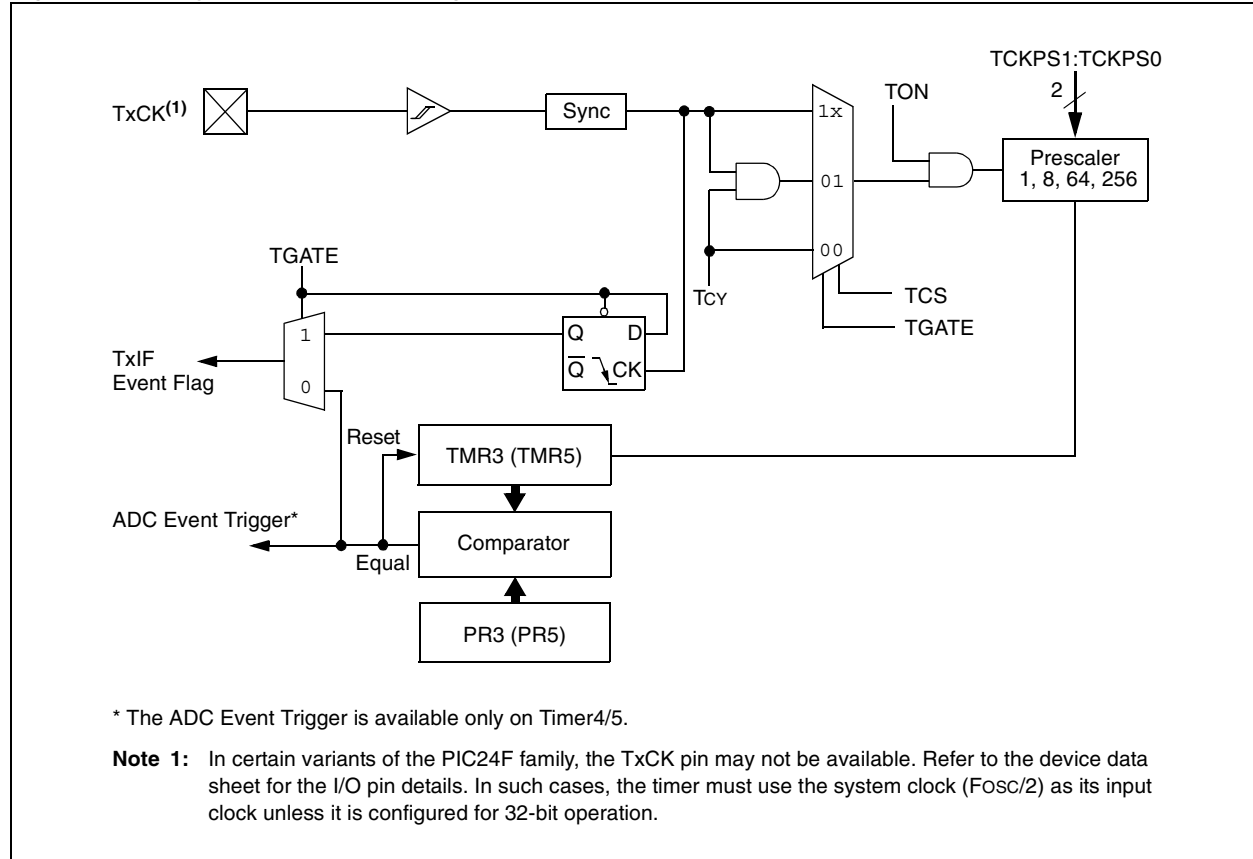 TCKPS1:TCKPS0
2
TON
TxCK(1)
Sync
1x
Prescaler
1, 8, 64, 256
01
00
TGATE
TCY
TCS
TGATE
1
Q D
Q̅ CK
TxIF
Event Flag
0
Reset
TMR3 (TMR5)
ADC Event Trigger*
Equal
Comparator
PR3 (PR5)
* The ADC Event Trigger is available only on Timer4/5.
Note 1: In certain variants of the PIC24F family, the TxCK pin may not be available. Refer to the device data
sheet for the I/O pin details. In such cases, the timer must use the system clock (FOSC/2) as its input
clock unless it is configured for 32-bit operation.